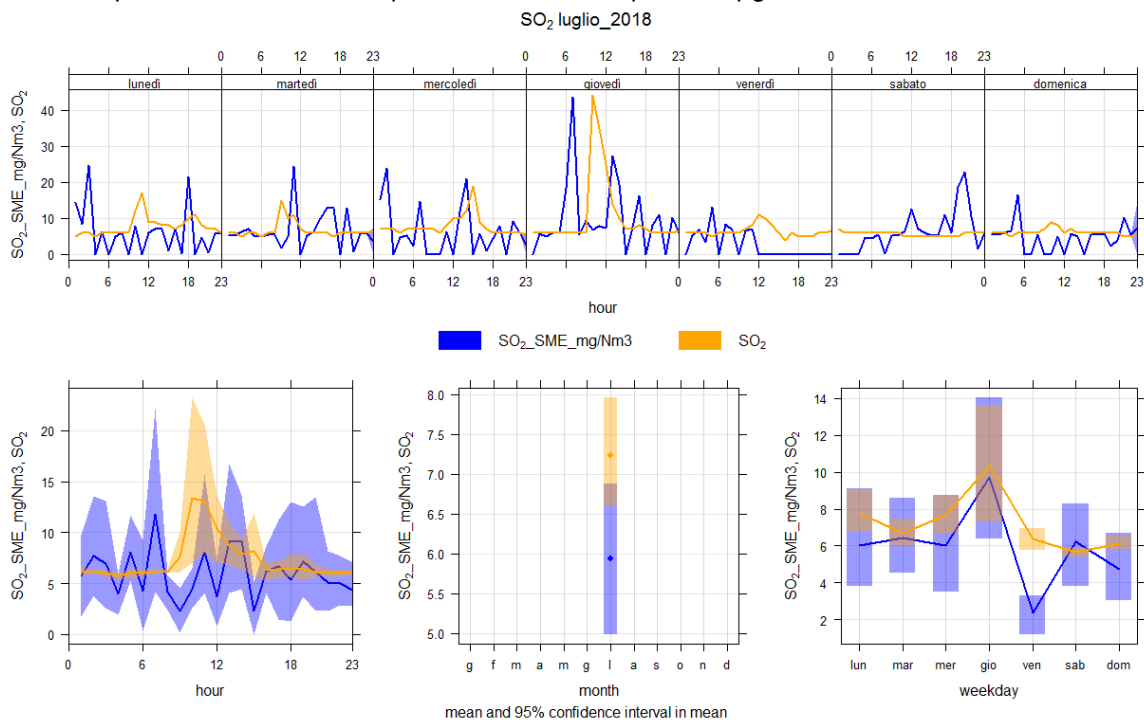 SO2 luglio_2018
0 6 12 18 23 0 6 12 18 23 0 6 12 18 23
lunedì martedì mercoledì giovedì venerdì sabato domenica
SO2_SME_mg/Nm3, SO2
40
30
20
10
0
0 6 12 18 23 0 6 12 18 23 0 6 12 18 23 0 6 12 18 23
hour
SO2_SME_mg/Nm3 SO2
SO2_SME_mg/Nm3, SO2
20
15
10
5
0
0 6 12 18 23
hour
SO2_SME_mg/Nm3, SO2
8.0
7.5
7.0
6.5
6.0
5.5
5.0
g f m a m g l a s o n d
month
SO2_SME_mg/Nm3, SO2
14
12
10
8
6
4
2
lun mar mer gio ven sab dom
weekday
mean and 95% confidence interval in mean